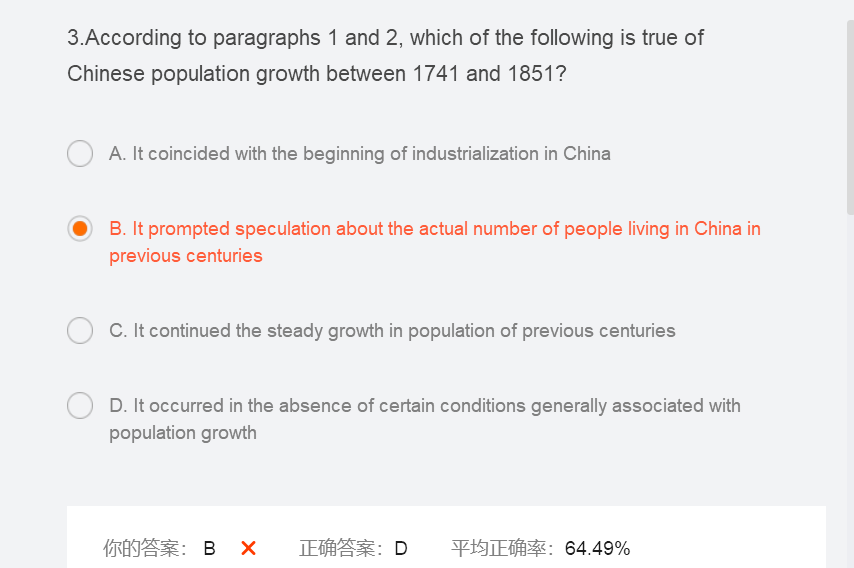 3.According to paragraphs 1 and 2, which of the following is true of
Chinese population growth between 1741 and 1851?
A. It coincided with the beginning of industrialization in China
B. It prompted speculation about the actual number of people living in China in
previous centuries
C. It continued the steady growth in population of previous centuries
D. It occurred in the absence of certain conditions generally associated with
population growth
你的答案： B 正确答案： D 平均正确率： 64.49%